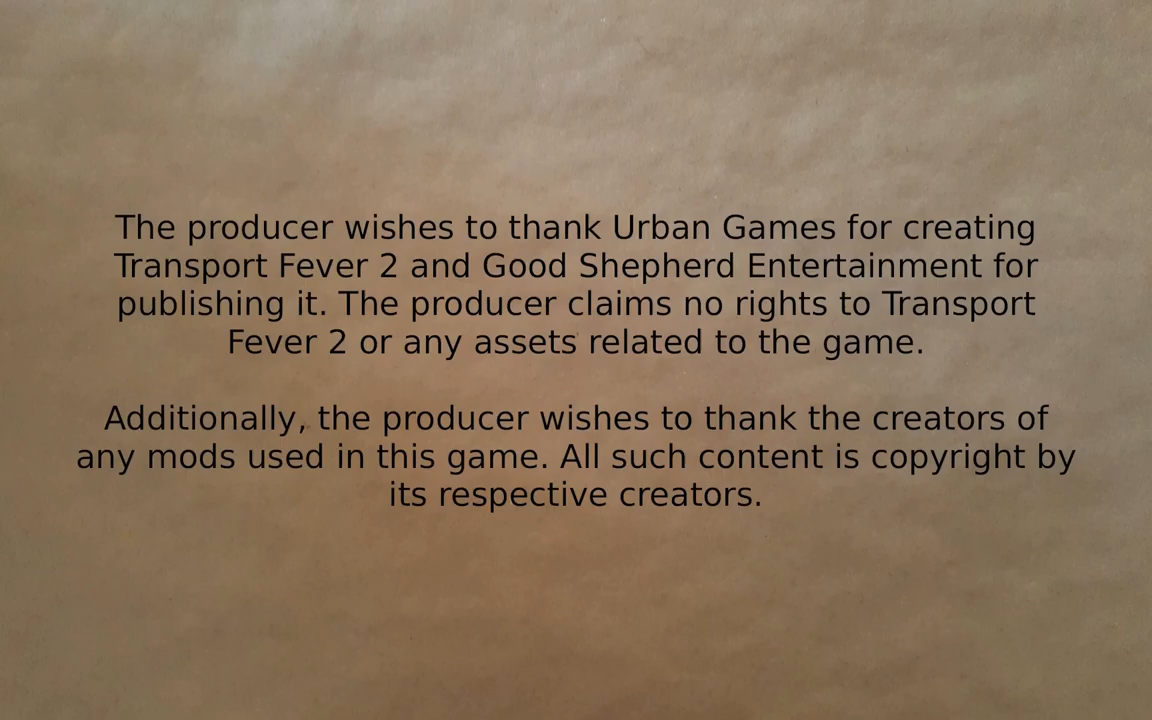 The producer wishes to thank Urban Games for creating
Transport Fever 2 and Good Shepherd Entertainment for
publishing it. The producer claims no rights to Transport
Fever 2 or any assets related to the game.
Additionally, the producer wishes to thank the creators of
any mods used in this game. All such content is copyright by
its respective creators.